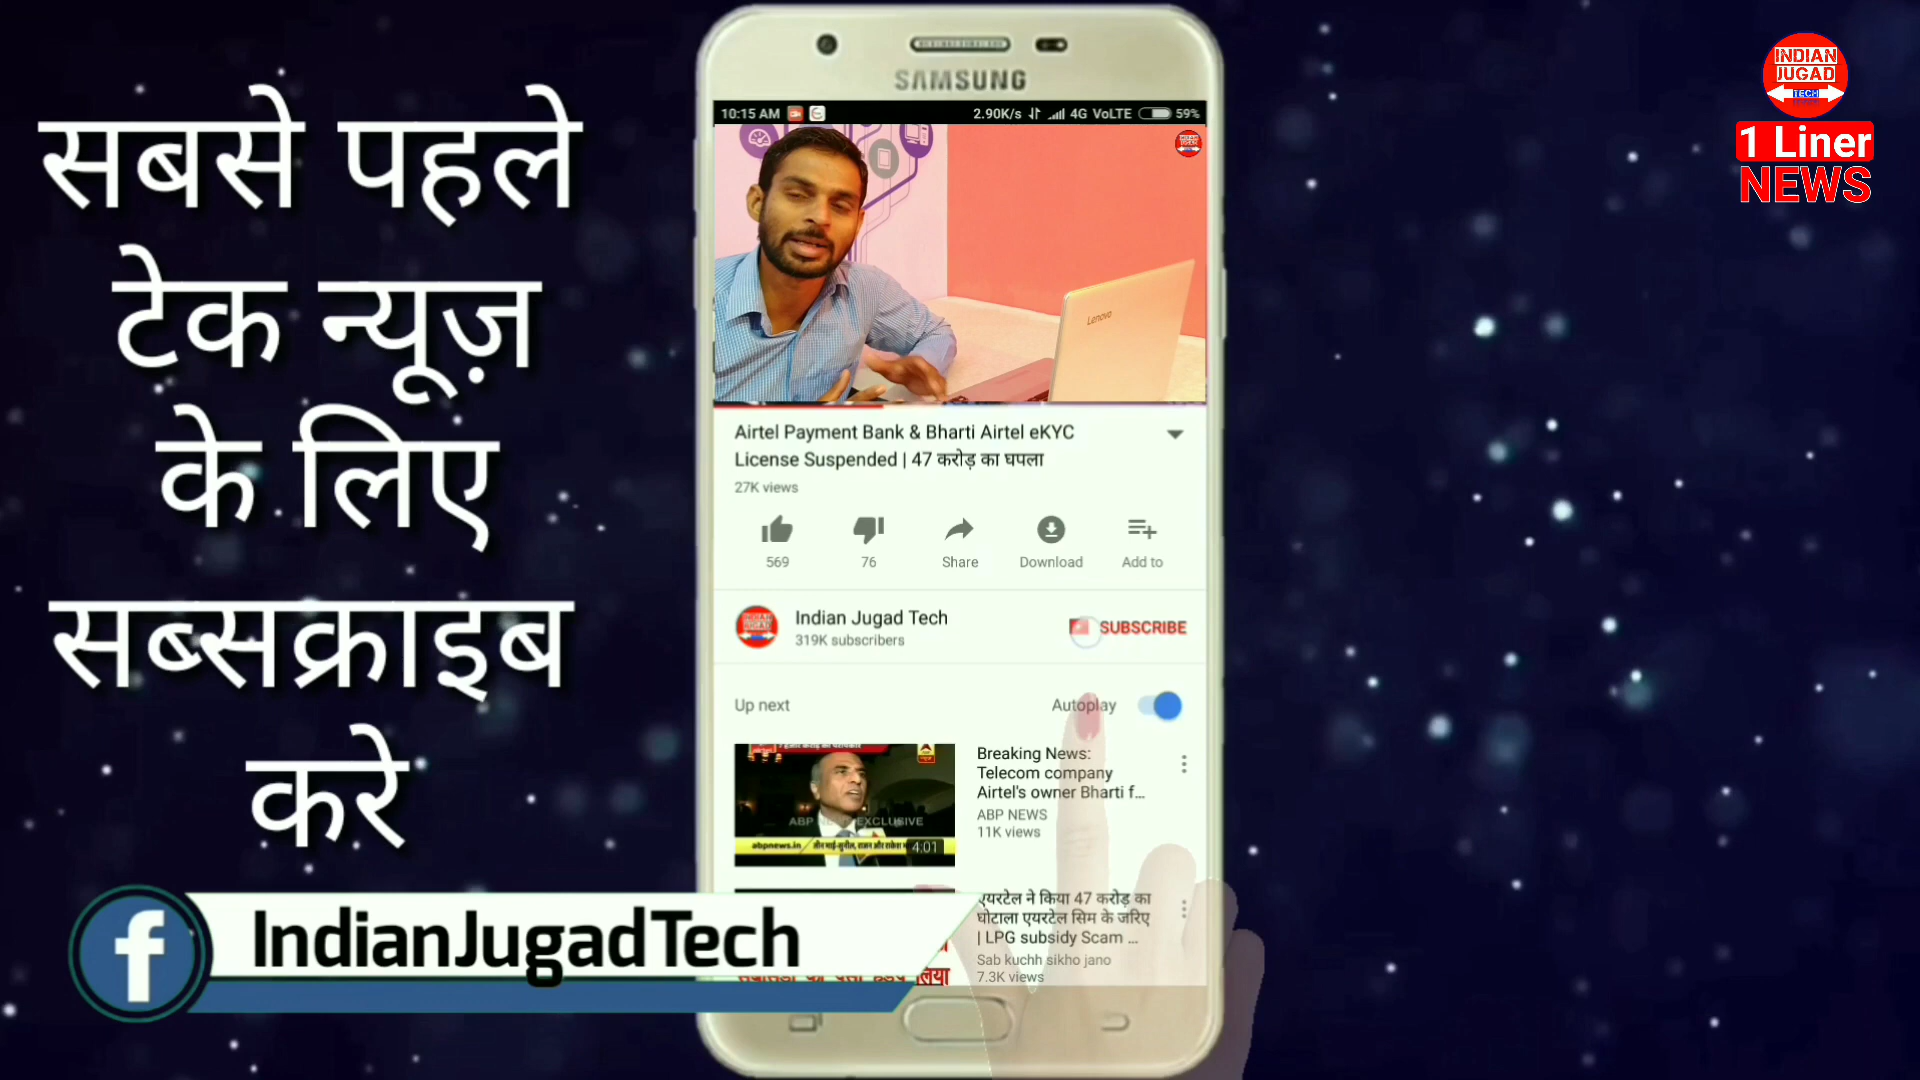 सबसे पहले
टेक न्यूज़
के लिए
सब्सक्राइब
करे
INDIAN
JUGAD
TECH
1 Liner
NEWS
SAMSUNG
10:15 AM
2.90K/s
4G VoLTE
59%
Lenovo
Airtel Payment Bank & Bharti Airtel eKYC
License Suspended | 47 करोड़ का घपला
27K views
569
76
Share
Download
Add to
Indian Jugad Tech
319K subscribers
SUBSCRIBE
Up next
Autoplay
abpnews.in
4:01
Breaking News:
Telecom company
Airtel's owner Bharti f...
ABP NEWS
11K views
एयरटेल ने किया 47 करोड़ का
घोटाला एयरटेल सिम के जरिए
| LPG subsidy Scam ...
Sab kuchh sikho jano
7.3K views
f
IndianJugadTech